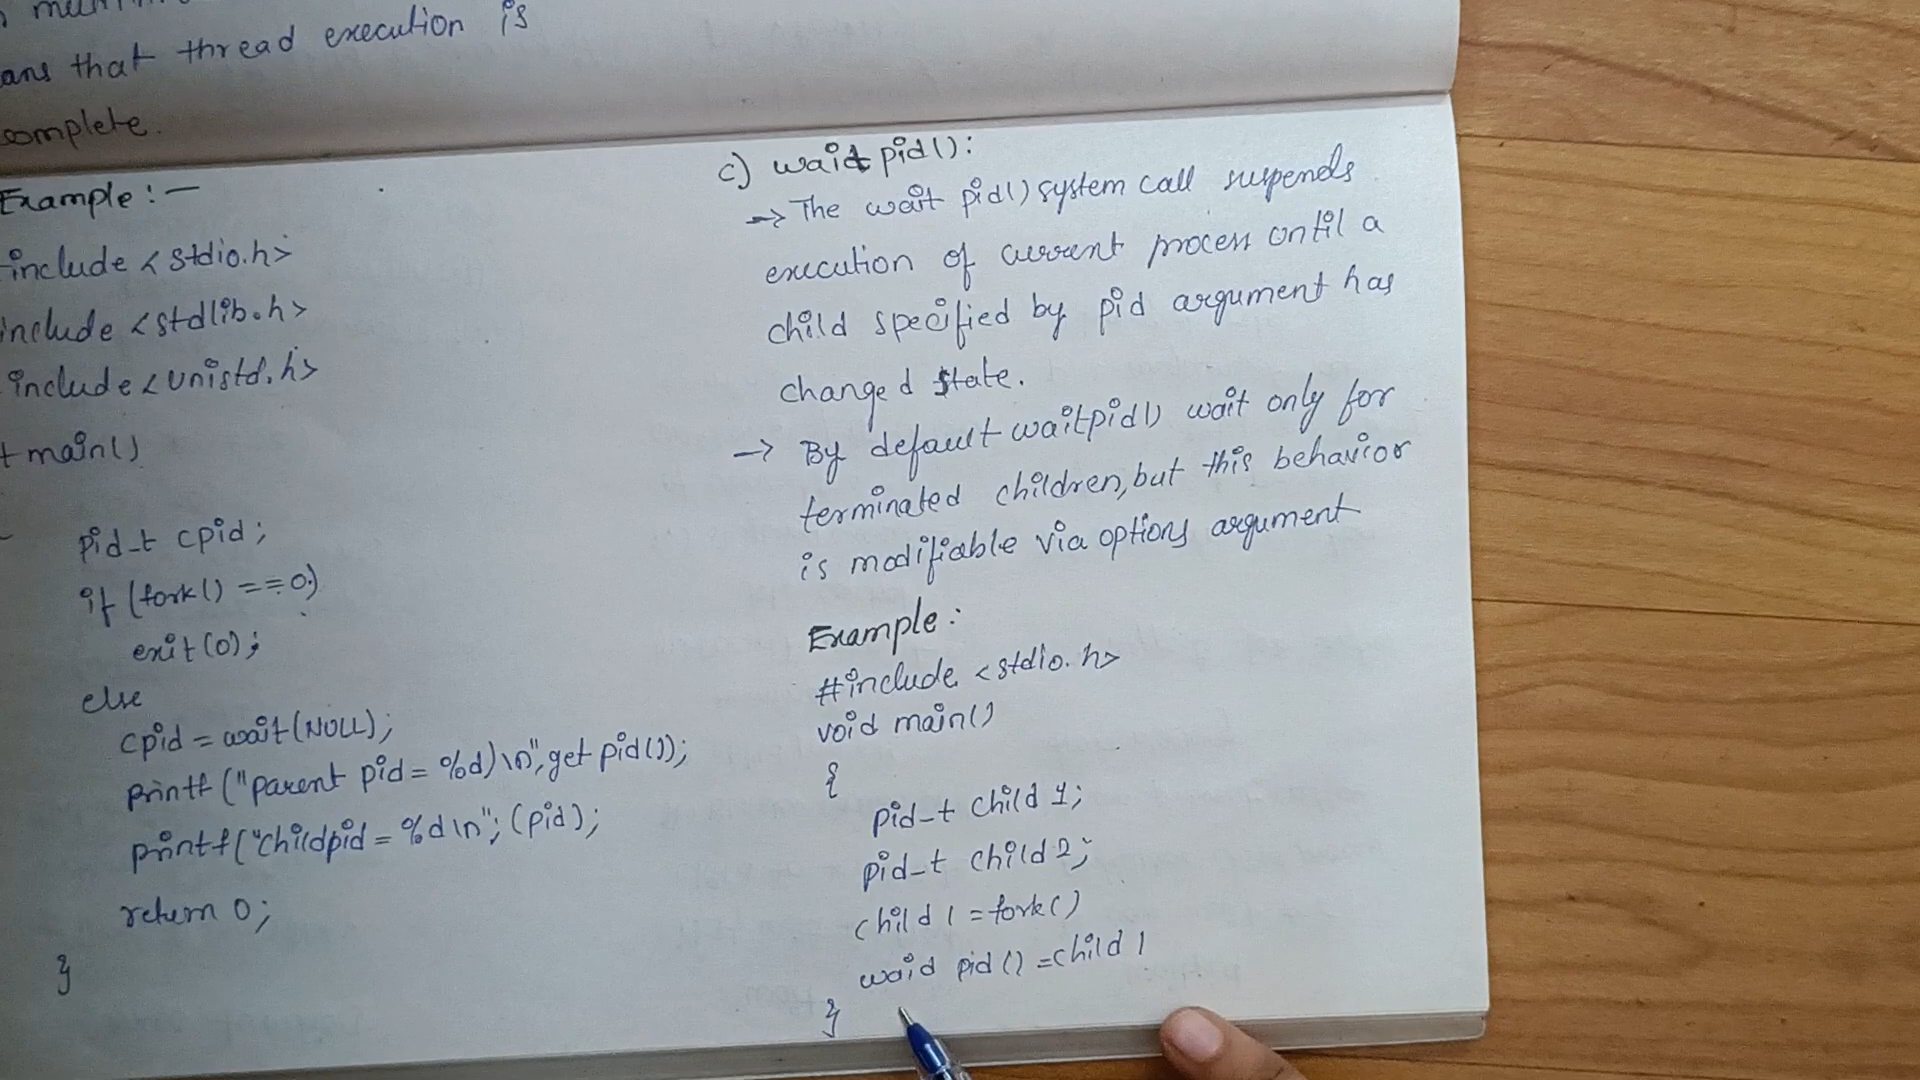 ans that thread execution is
complete.
Example :-
include <stdio.h>
include <stdlib.h>
include <unistd.h>
t main()
pid_t cpid;
if (fork() == 0)
exit(0);
else
cpid = wait(NULL);
printf ("parent pid = %d)\n", get pid());
printf("childpid = %d\n"; (pid);
return 0;
}
c) waitpid():
→ The wait pid() system call suspends
execution of current process until a
child specified by pid argument has
changed state.
→ By default waitpid() wait only for
terminated children, but this behavior
is modifiable via options argument
Example:
#include <stdio.h>
void main()
{
pid_t child 1;
pid_t child 2;
child 1 = fork()
waid pid () = child 1
}